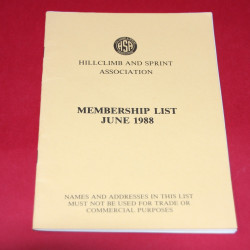 HSA
HILLCLIMB AND SPRINT
ASSOCIATION
MEMBERSHIP LIST
JUNE 1988
NAMES AND ADDRESSES IN THIS LIST
MUST NOT BE USED FOR TRADE OR
COMMERCIAL PURPOSES